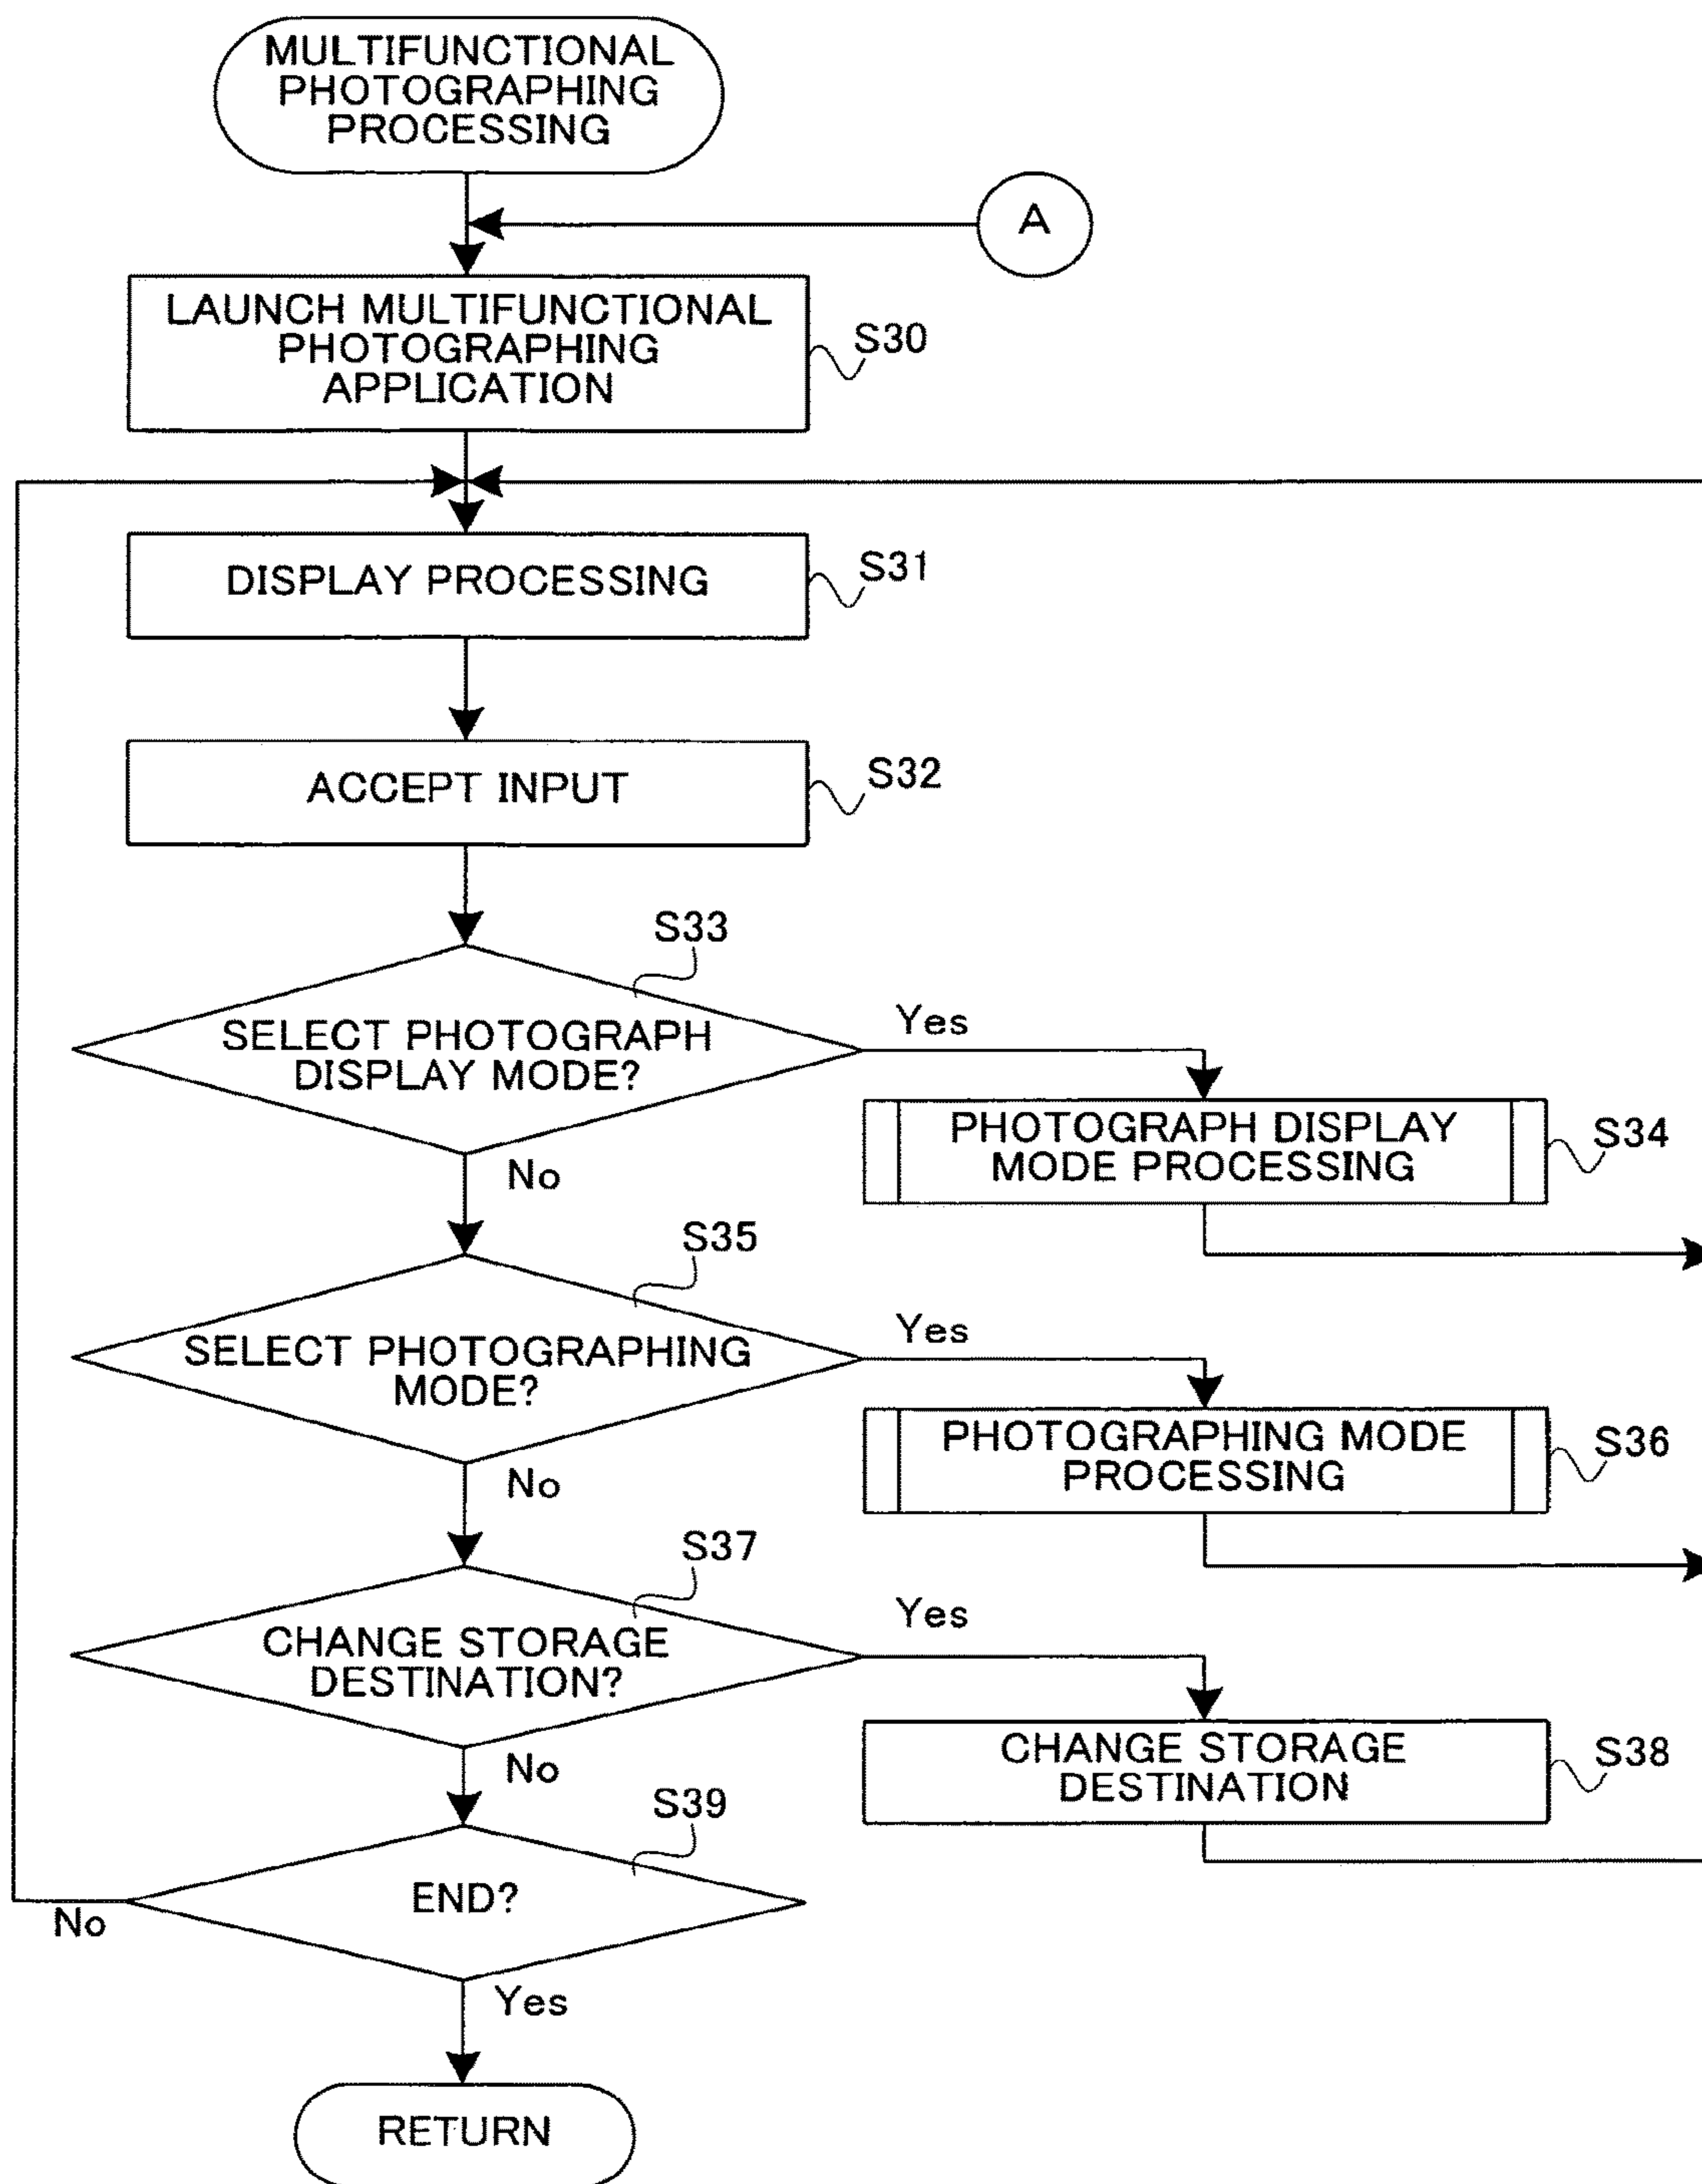 MULTIFUNCTIONAL
PHOTOGRAPHING
PROCESSING
A
LAUNCH MULTIFUNCTIONAL
PHOTOGRAPHING
APPLICATION
S30
DISPLAY PROCESSING
S31
ACCEPT INPUT
S32
S33
SELECT PHOTOGRAPH
DISPLAY MODE?
Yes
No
PHOTOGRAPH DISPLAY
MODE PROCESSING
S34
S35
SELECT PHOTOGRAPHING
MODE?
Yes
No
PHOTOGRAPHING MODE
PROCESSING
S36
S37
CHANGE STORAGE
DESTINATION?
Yes
No
CHANGE STORAGE
DESTINATION
S38
S39
END?
No
Yes
RETURN